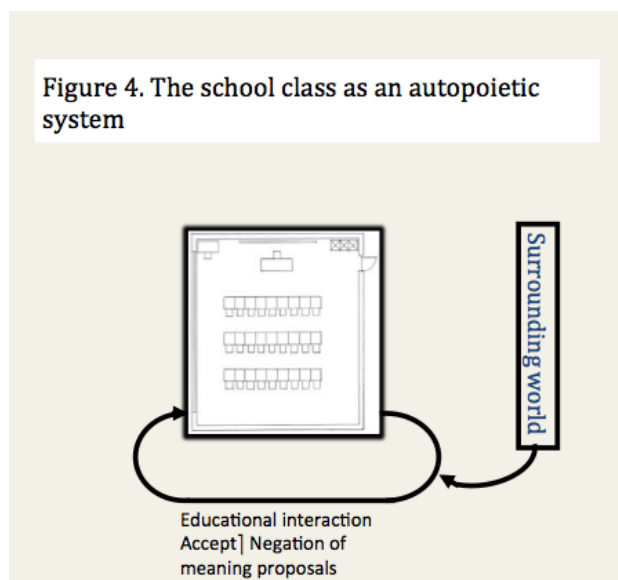 Figure 4. The school class as an autopoietic
system
Surrounding world
Educational interaction
Accept⌉ Negation of
meaning proposals